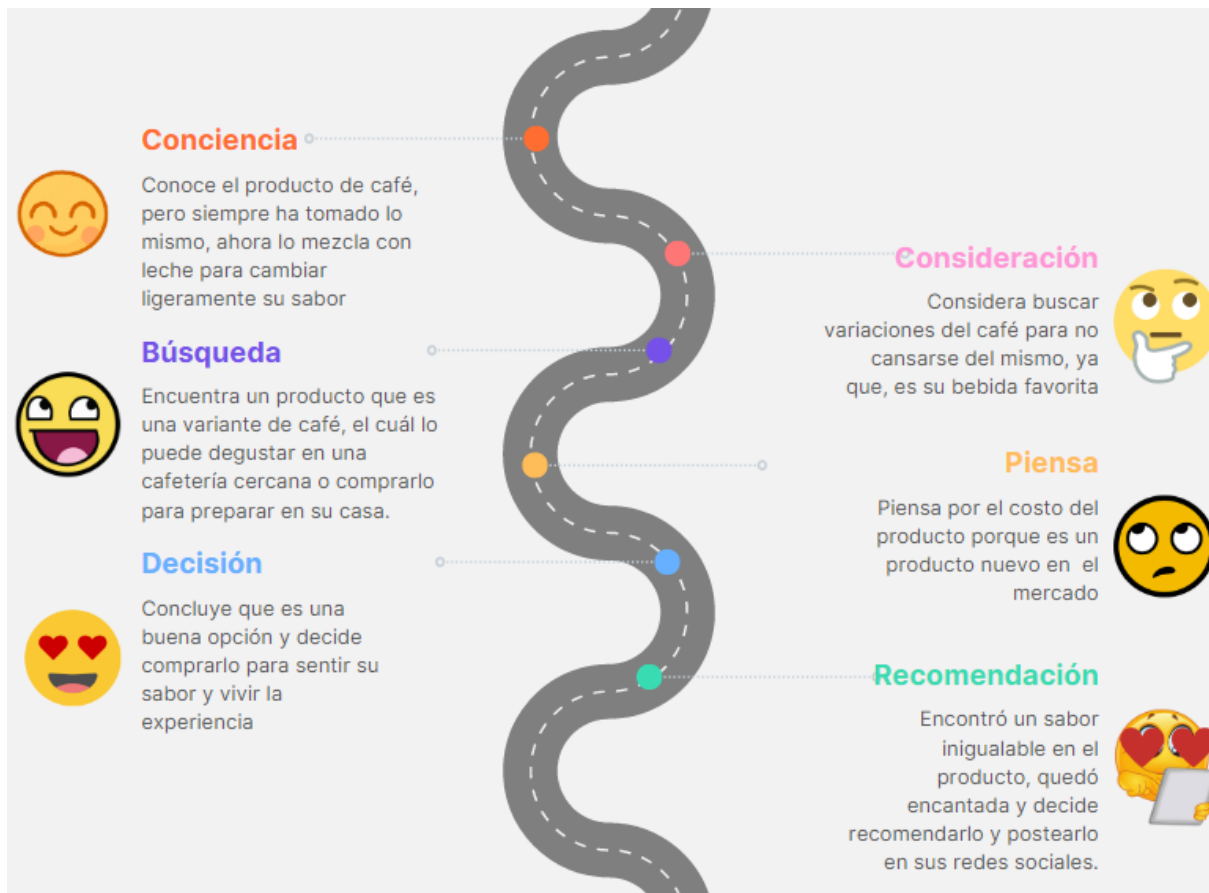 Conciencia
Conoce el producto de café,
pero siempre ha tomado lo
mismo, ahora lo mezcla con
leche para cambiar
ligeramente su sabor
Consideración
Considera buscar
variaciones del café para no
cansarse del mismo, ya
que, es su bebida favorita
Búsqueda
Encuentra un producto que es
una variante de café, el cuál lo
puede degustar en una
cafetería cercana o comprarlo
para preparar en su casa.
Piensa
Piensa por el costo del
producto porque es un
producto nuevo en el
mercado
Decisión
Concluye que es una
buena opción y decide
comprarlo para sentir su
sabor y vivir la
experiencia
Recomendación
Encontró un sabor
inigualable en el
producto, quedó
encantada y decide
recomendarlo y postearlo
en sus redes sociales.